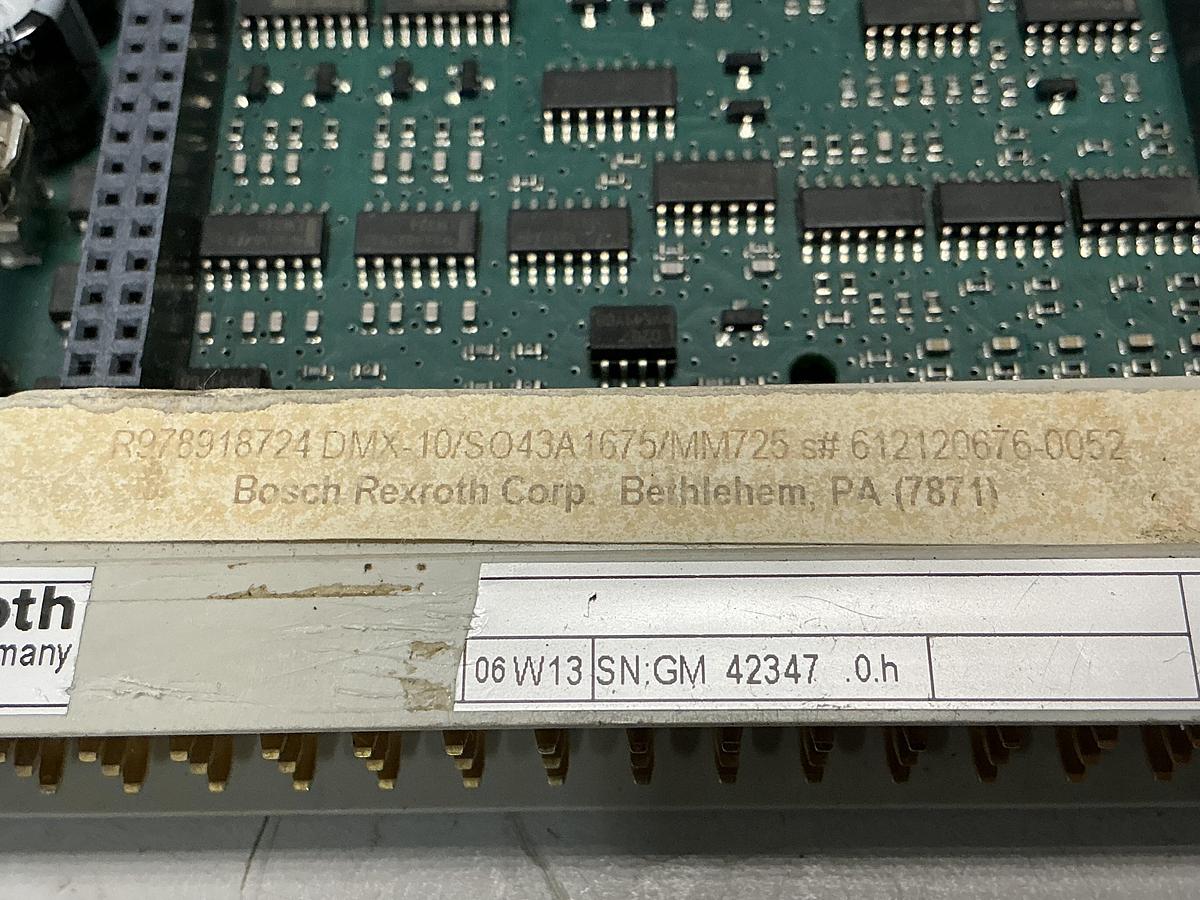 R978918724 DMX-10/SO43A1675/MM725 s# 612120676-0052
Bosch Rexroth Corp. Bethlehem, PA (7871)
oth
many
06 W13 SN;GM 42347 .0.h